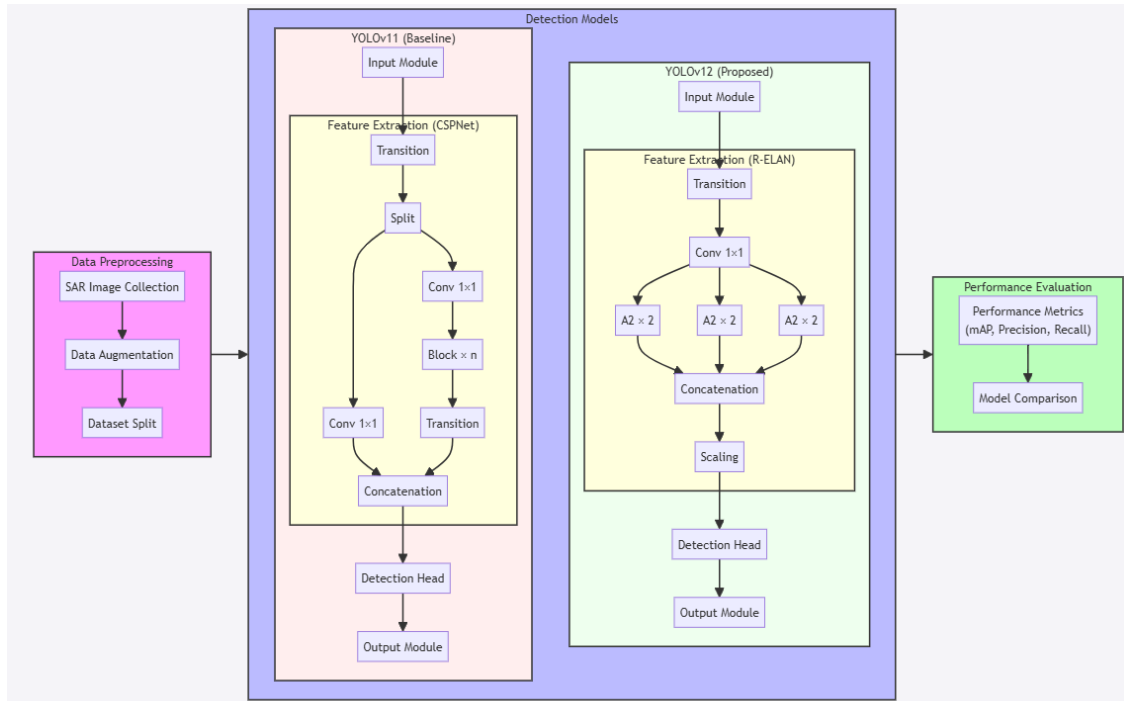 Detection Models
Data Preprocessing
SAR Image Collection
Data Augmentation
Dataset Split
YOLOv11 (Baseline)
Input Module
Feature Extraction (CSPNet)
Transition
Split
Conv 1×1
Block × n
Conv 1×1
Transition
Concatenation
Detection Head
Output Module
YOLOv12 (Proposed)
Input Module
Feature Extraction (R-ELAN)
Transition
Conv 1×1
A2 × 2
A2 × 2
A2 × 2
Concatenation
Scaling
Detection Head
Output Module
Performance Evaluation
Performance Metrics
(mAP, Precision, Recall)
Model Comparison